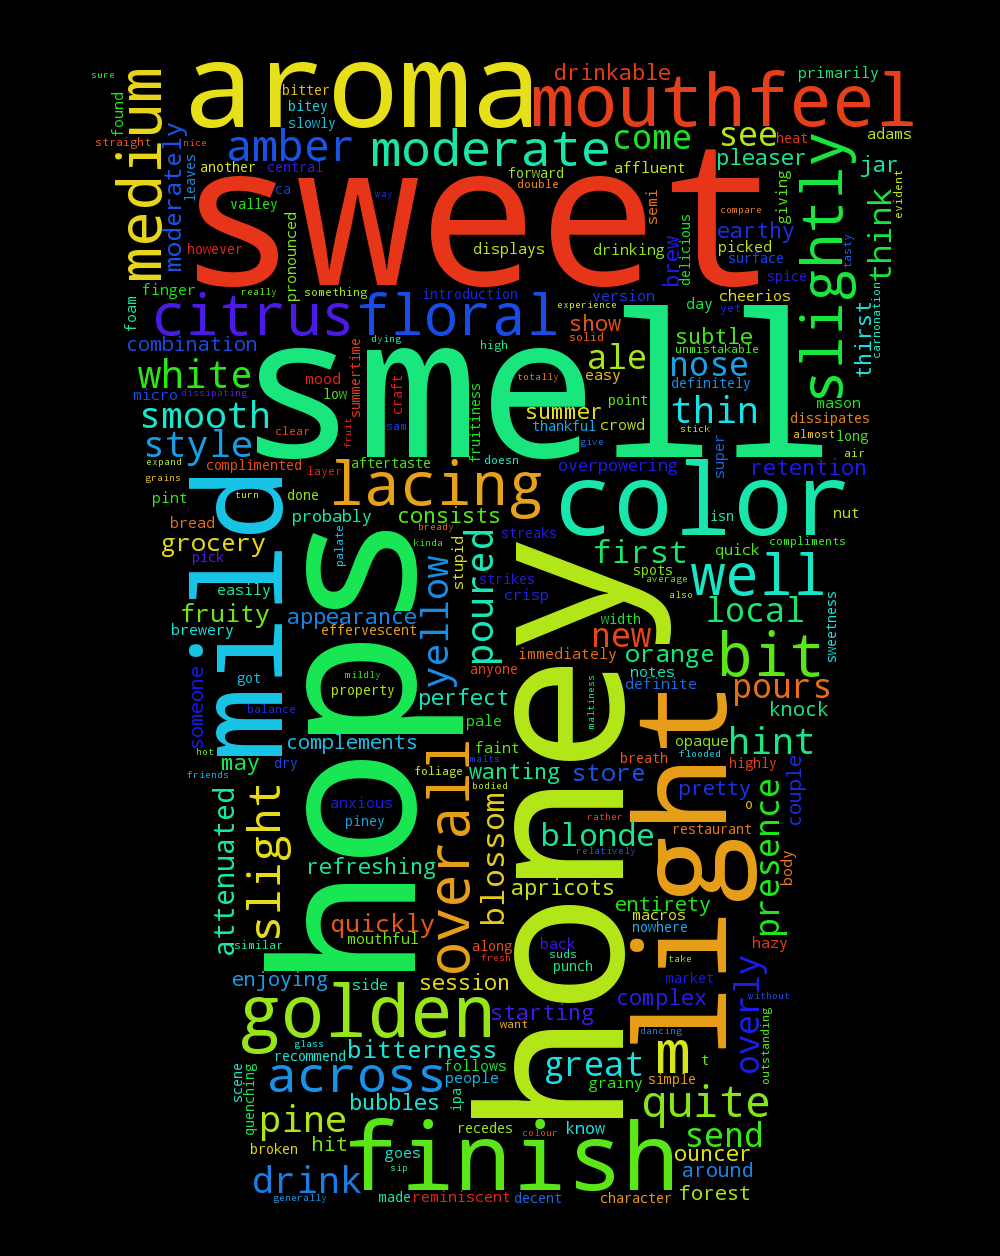 sure
aroma
bitter
bitey
slowly
drinkable
mouthfeel
primarily
found
medium
straight
nice
moderately
leaves
amber
moderate
come
see
heat
adams
pleaser
jar
another
central
forward
double
affluent
ca
valley
way
semi
giving
slightly
think
evident
sweet
compare
however
pronounced
displays
drinking
brew
delicious
earthy
picked
surface
tasty
spice
finger
really
something
introduction
version
day
cheerios
experience
yet
foam
citrus
floral
show
solid
subtle
thirst
carnonation
combination
dying
high
unmistakable
white
smell
ale
nose
mood
summertime
totally
easy
definitely
micro
dissipating
low
craft
fruitiness
point
mason
smooth
summer
thin
fruit
sam
thankful
crowd
stick
dissipates
style
clear
give
super
almost
long
air
expand
complimented
layer
aftertaste
doesn
overpowering
retention
grains
turn
done
lacing
color
mild
pint
probably
consists
isn
nut
bread
bready
streaks
compliments
grocery
palate
kinda
stupid
poured
first
quick
pick
hops
yellow
strikes
honey
spots
average
well
easily
crisp
also
fruity
appearance
width
local
sweetness
brewery
effervescent
new
bit
immediately
orange
someone
got
mildly
anyone
notes
property
definite
pours
balance
perfect
maltiness
light
pale
knock
hot
complements
faint
opaque
hint
may
dry
malts
breath
flooded
highly
friends
foliage
wanting
store
couple
bodied
pretty
attenuated
slight
anxious
overall
blossom
o
presence
piney
rather
blonde
restaurant
relatively
refreshing
body
apricots
entirety
quickly
macros
mouthful
nowhere
similar
along
back
hazy
fresh
suds
take
punch
enjoying
side
session
market
overly
complex
without
golden
starting
want
dancing
outstanding
glass
recommend
bitterness
great
m
t
scene
across
follows
people
grainy
simple
quenching
bubbles
ipa
quite
pine
recedes
colour
know
send
hit
finish
broken
goes
ouncer
sip
drink
around
generally
made
reminiscent
decent
character
forest